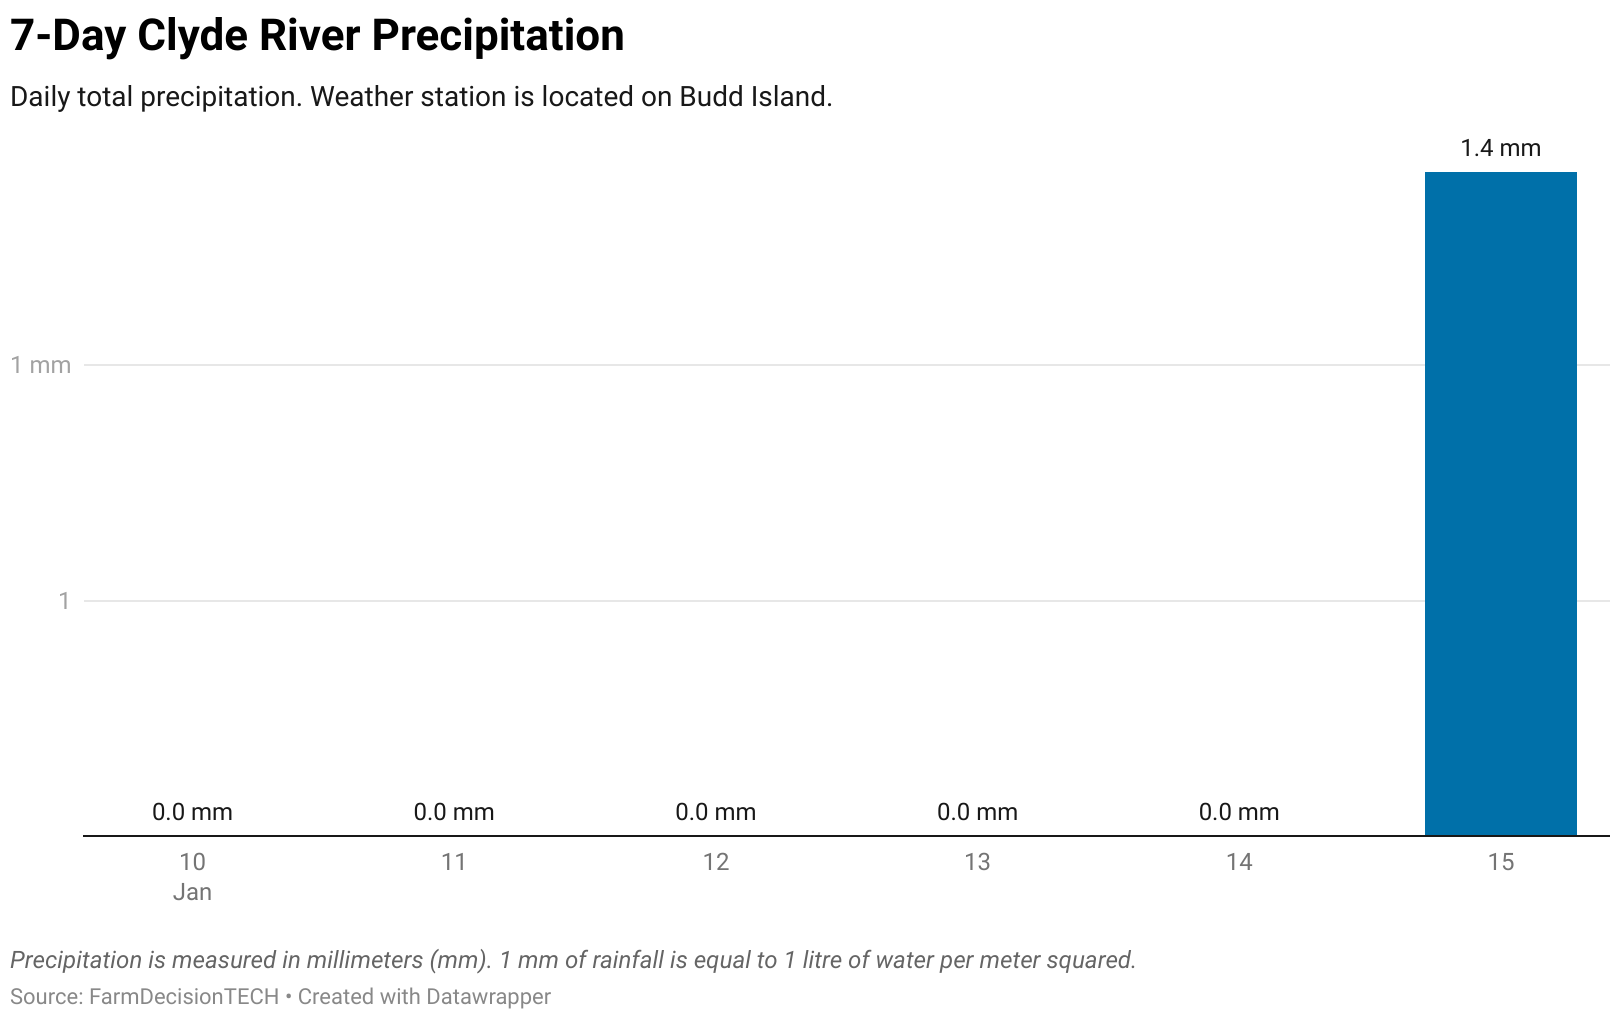 7-Day Clyde River Precipitation
Daily total precipitation. Weather station is located on Budd Island.
1.4 mm
1 mm
1
0.0 mm 0.0 mm 0.0 mm 0.0 mm 0.0 mm
10 11 12 13 14 15
Jan
Precipitation is measured in millimeters (mm). 1 mm of rainfall is equal to 1 litre of water per meter squared.
Source: FarmDecisionTECH • Created with Datawrapper